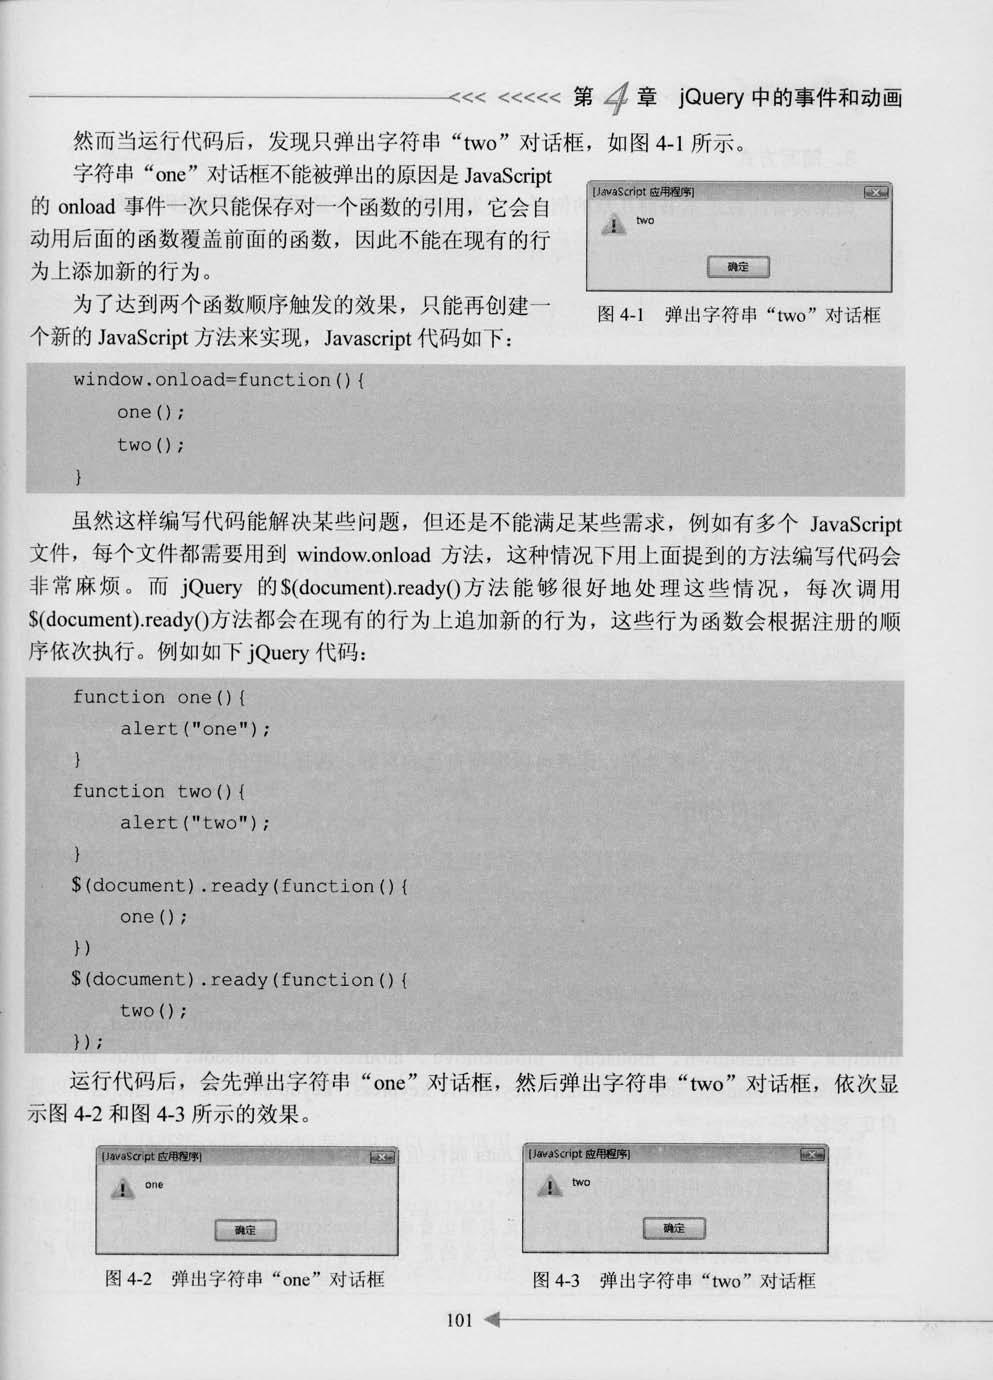 <<< <<<<< 第4章 jQuery 中的事件和动画
然而当运行代码后，发现只弹出字符串“two”对话框，如图 4-1 所示。
字符串“one”对话框不能被弹出的原因是 JavaScript
的 onload 事件一次只能保存对一个函数的引用，它会自
动用后面的函数覆盖前面的函数，因此不能在现有的行
为上添加新的行为。
为了达到两个函数顺序触发的效果，只能再创建一
个新的 JavaScript 方法来实现，Javascript 代码如下：
[JavaScript 应用程序]
two
确定
图 4-1 弹出字符串“two”对话框
window.onload=function(){
one();
two();
}
虽然这样编写代码能解决某些问题，但还是不能满足某些需求，例如有多个 JavaScript
文件，每个文件都需要用到 window.onload 方法，这种情况下用上面提到的方法编写代码会
非常麻烦。而 jQuery 的$(document).ready()方法能够很好地处理这些情况，每次调用
$(document).ready()方法都会在现有的行为上追加新的行为，这些行为函数会根据注册的顺
序依次执行。例如如下 jQuery 代码：
function one(){
alert("one");
}
function two(){
alert("two");
}
$(document).ready(function(){
one();
})
$(document).ready(function(){
two();
});
运行代码后，会先弹出字符串“one”对话框，然后弹出字符串“two”对话框，依次显
示图 4-2 和图 4-3 所示的效果。
[JavaScript 应用程序]
one
确定
图 4-2 弹出字符串“one”对话框
[JavaScript 应用程序]
two
确定
图 4-3 弹出字符串“two”对话框
101